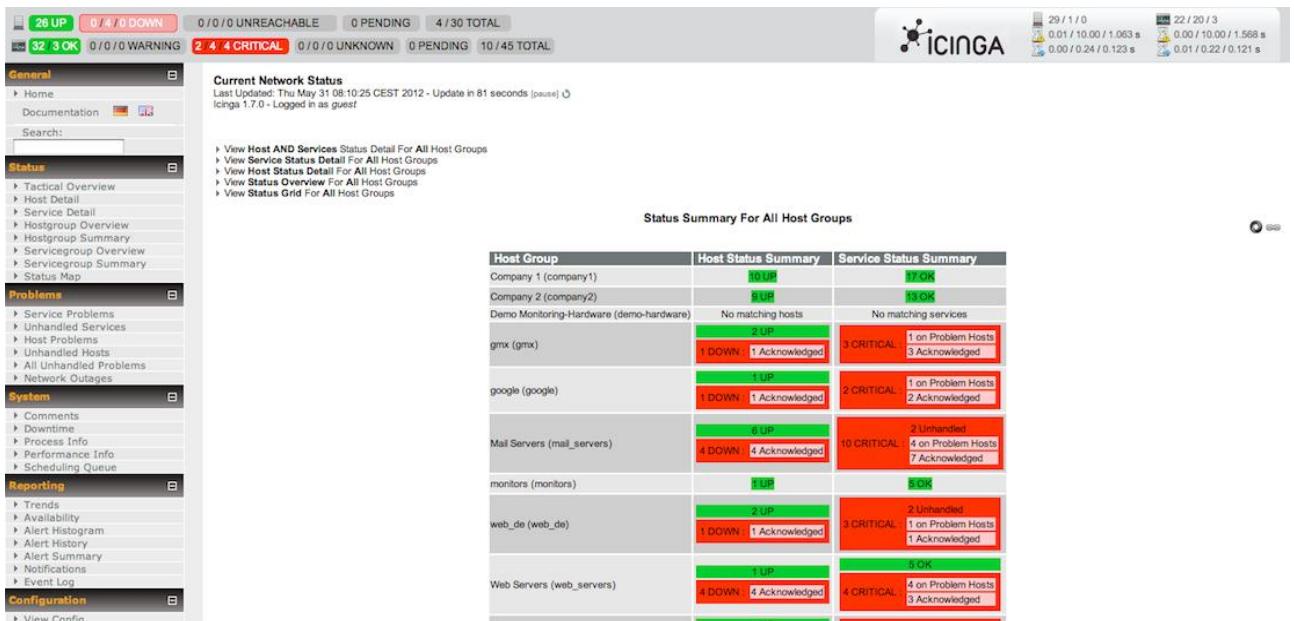 26 UP 0 / 4 / 0 DOWN 0 / 0 / 0 UNREACHABLE 0 PENDING 4 / 30 TOTAL
32 / 3 OK 0 / 0 / 0 WARNING 2 / 4 / 4 CRITICAL 0 / 0 / 0 UNKNOWN 0 PENDING 10 / 45 TOTAL
ICINGA
29 / 1 / 0
0.01 / 10.00 / 1.063 s
0.00 / 0.24 / 0.123 s
22 / 20 / 3
0.00 / 10.00 / 1.568 s
0.01 / 0.22 / 0.121 s
General
Home
Documentation
Search:
Status
Tactical Overview
Host Detail
Service Detail
Hostgroup Overview
Hostgroup Summary
Servicegroup Overview
Servicegroup Summary
Status Map
Problems
Service Problems
Unhandled Services
Host Problems
Unhandled Hosts
All Unhandled Problems
Network Outages
System
Comments
Downtime
Process Info
Performance Info
Scheduling Queue
Reporting
Trends
Availability
Alert Histogram
Alert History
Alert Summary
Notifications
Event Log
Configuration
View Config
Current Network Status
Last Updated: Thu May 31 08:10:25 CEST 2012 - Update in 81 seconds [pause]
Icinga 1.7.0 - Logged in as guest
View Host AND Services Status Detail For All Host Groups
View Service Status Detail For All Host Groups
View Host Status Detail For All Host Groups
View Status Overview For All Host Groups
View Status Grid For All Host Groups
Status Summary For All Host Groups
Host Group Host Status Summary Service Status Summary
Company 1 (company1) 10 UP 17 OK
Company 2 (company2) 9 UP 13 OK
Demo Monitoring-Hardware (demo-hardware) No matching hosts No matching services
gmx (gmx)
2 UP
1 DOWN : 1 Acknowledged
3 CRITICAL :
1 on Problem Hosts
3 Acknowledged
google (google)
1 UP
1 DOWN : 1 Acknowledged
2 CRITICAL :
1 on Problem Hosts
2 Acknowledged
Mail Servers (mail_servers)
6 UP
4 DOWN : 4 Acknowledged
10 CRITICAL :
2 Unhandled
4 on Problem Hosts
7 Acknowledged
monitors (monitors) 1 UP 5 OK
web_de (web_de)
2 UP
1 DOWN : 1 Acknowledged
3 CRITICAL :
2 Unhandled
1 on Problem Hosts
1 Acknowledged
Web Servers (web_servers)
1 UP
4 DOWN : 4 Acknowledged
5 OK
4 CRITICAL :
4 on Problem Hosts
3 Acknowledged